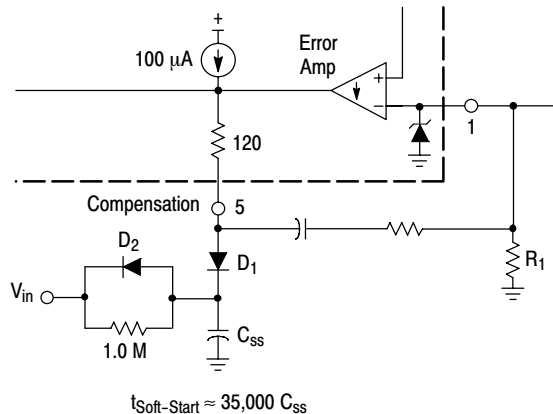 +
100 µA
Error
Amp
+
−
120
1
Compensation
5
D2
D1
R1
Vin
1.0 M
Css
tSoft-Start ≈ 35,000 Css